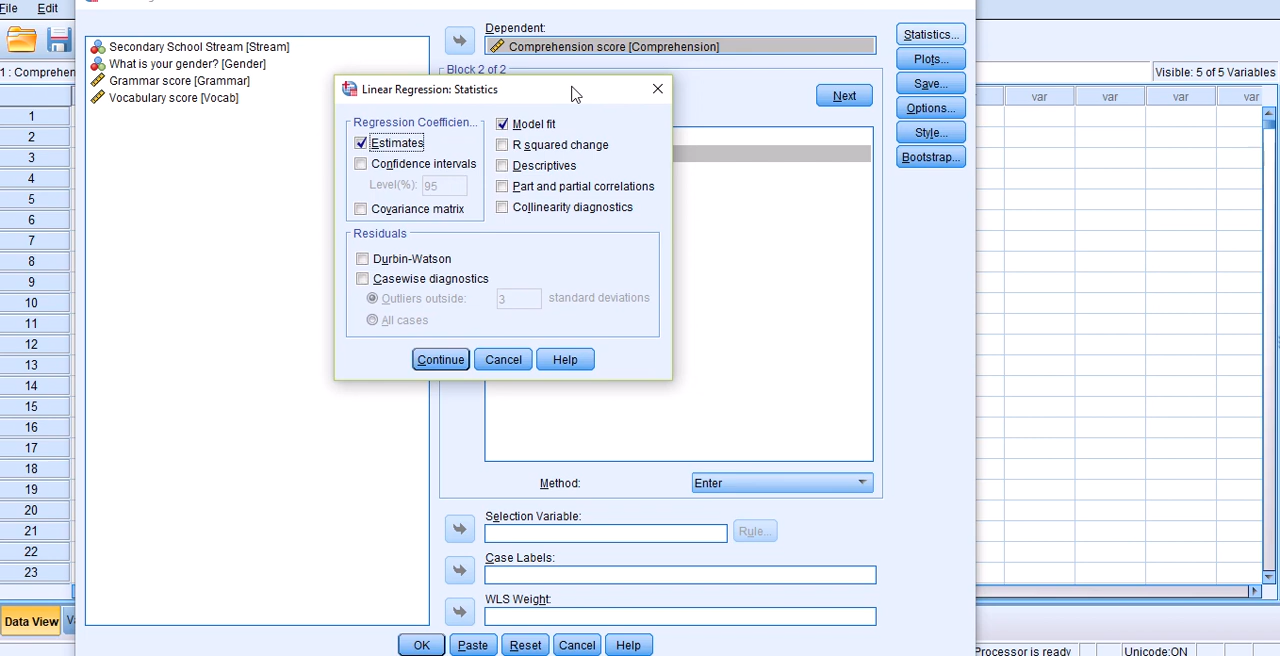 File Edit
1 : Comprehen
Visible: 5 of 5 Variables
var var var var
1
2
3
4
5
6
7
8
9
10
11
12
13
14
15
16
17
18
19
20
21
22
23
Data View
Processor is ready
Unicode:ON
Secondary School Stream [Stream]
What is your gender? [Gender]
Grammar score [Grammar]
Vocabulary score [Vocab]
Dependent:
Comprehension score [Comprehension]
Block 2 of 2
Next
Statistics...
Plots...
Save...
Options...
Style...
Bootstrap...
Linear Regression: Statistics
Regression Coefficien...
Estimates
Confidence intervals
Level(%): 95
Covariance matrix
Model fit
R squared change
Descriptives
Part and partial correlations
Collinearity diagnostics
Residuals
Durbin-Watson
Casewise diagnostics
Outliers outside: 3 standard deviations
All cases
Continue Cancel Help
Method: Enter
Selection Variable:
Rule...
Case Labels:
WLS Weight:
OK Paste Reset Cancel Help